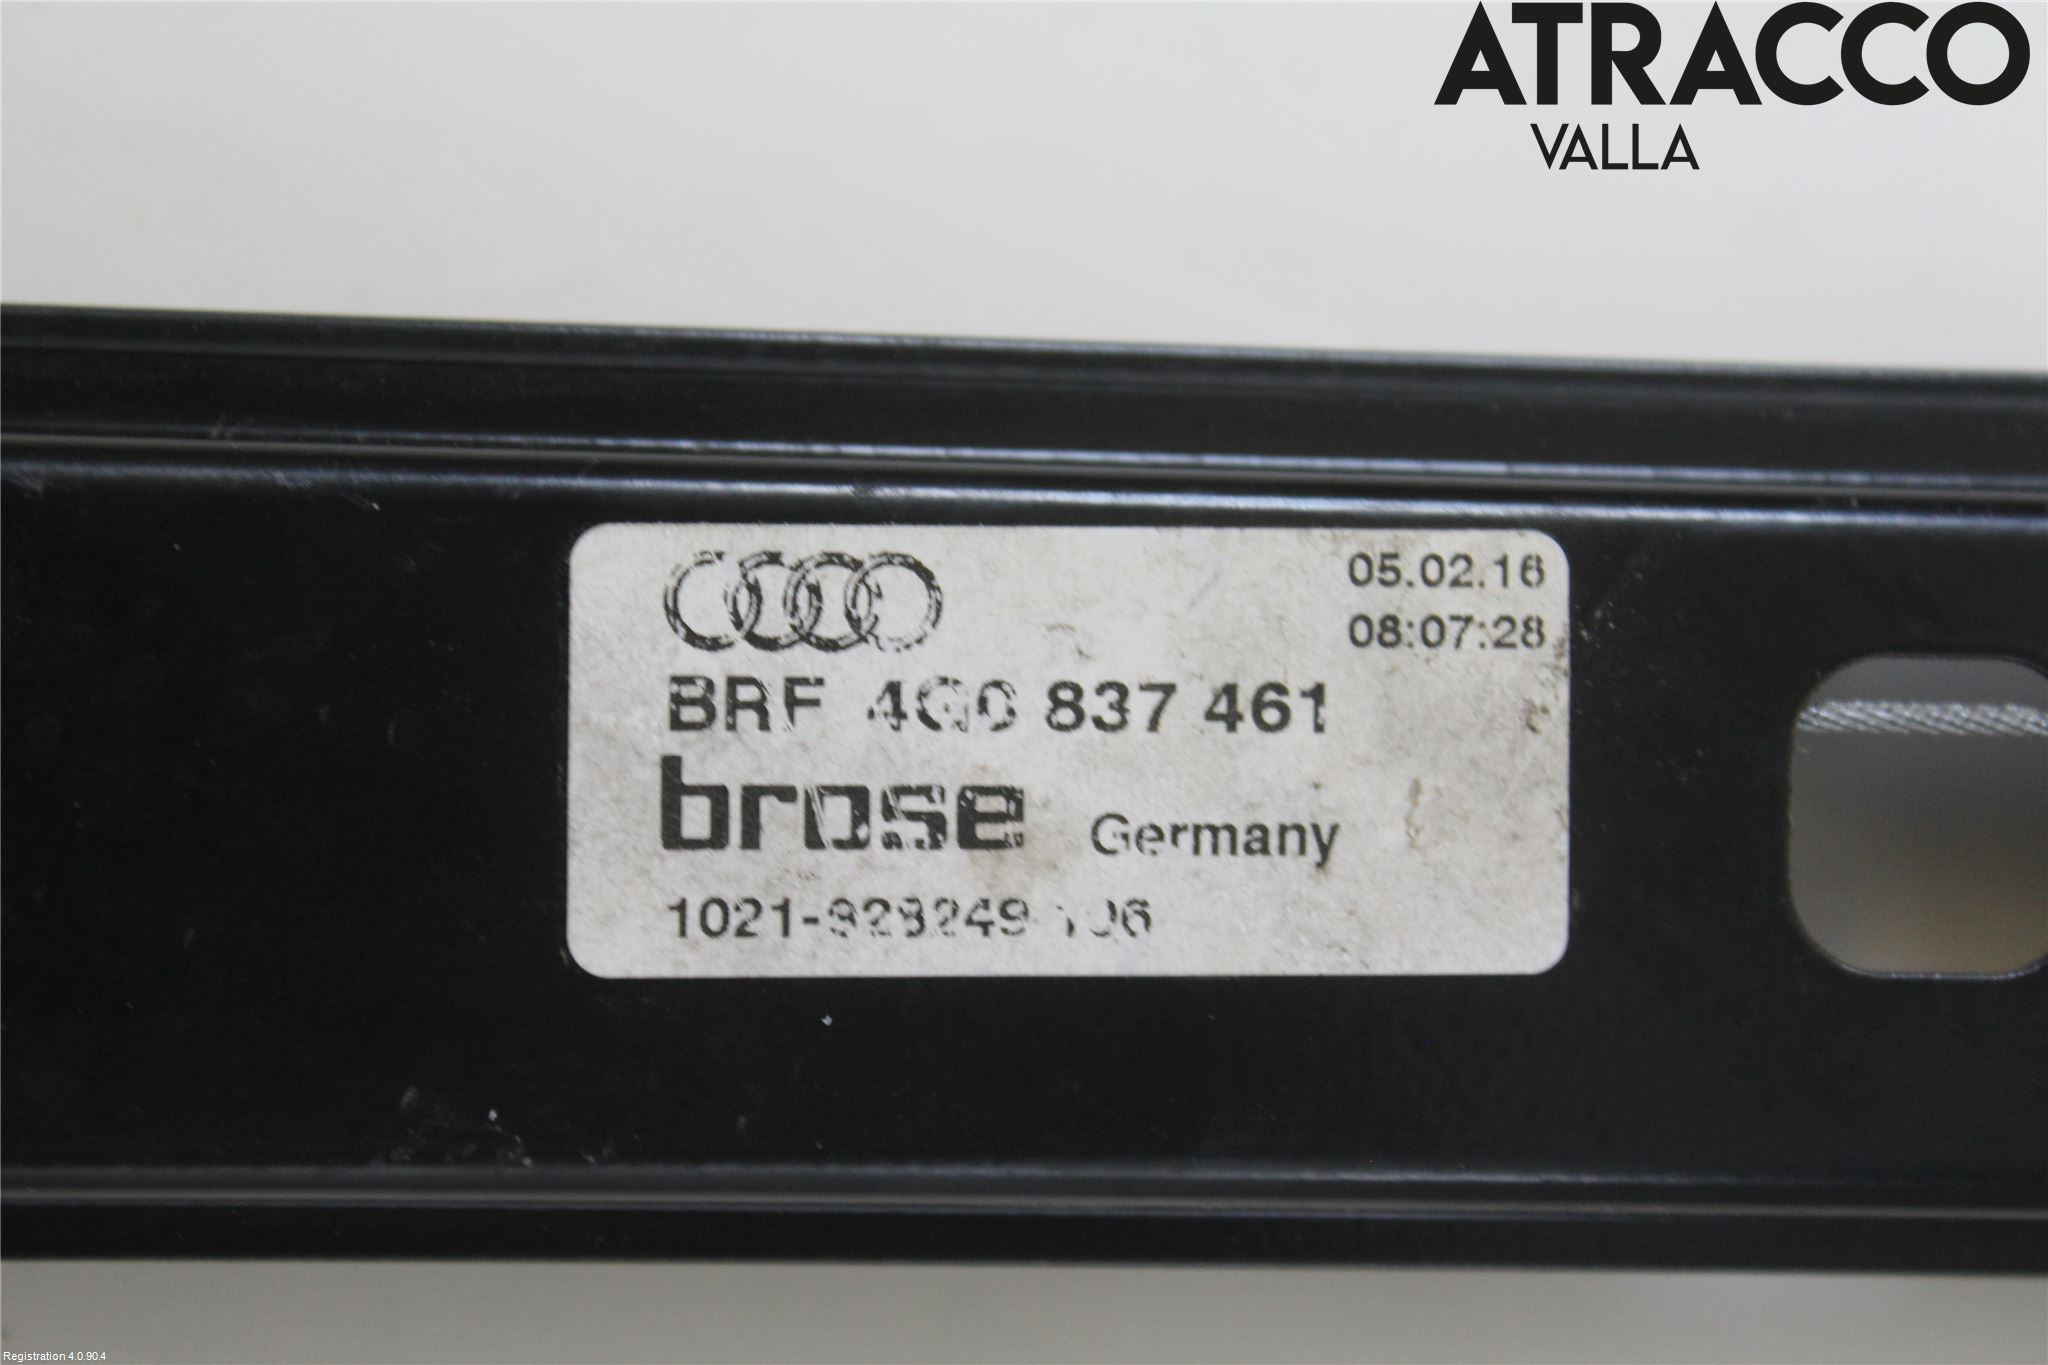 ATRACCO
VALLA
05.02.16
08:07:28
BRF 4G0 837 461
brose Germany
Registration 4.0.90.4